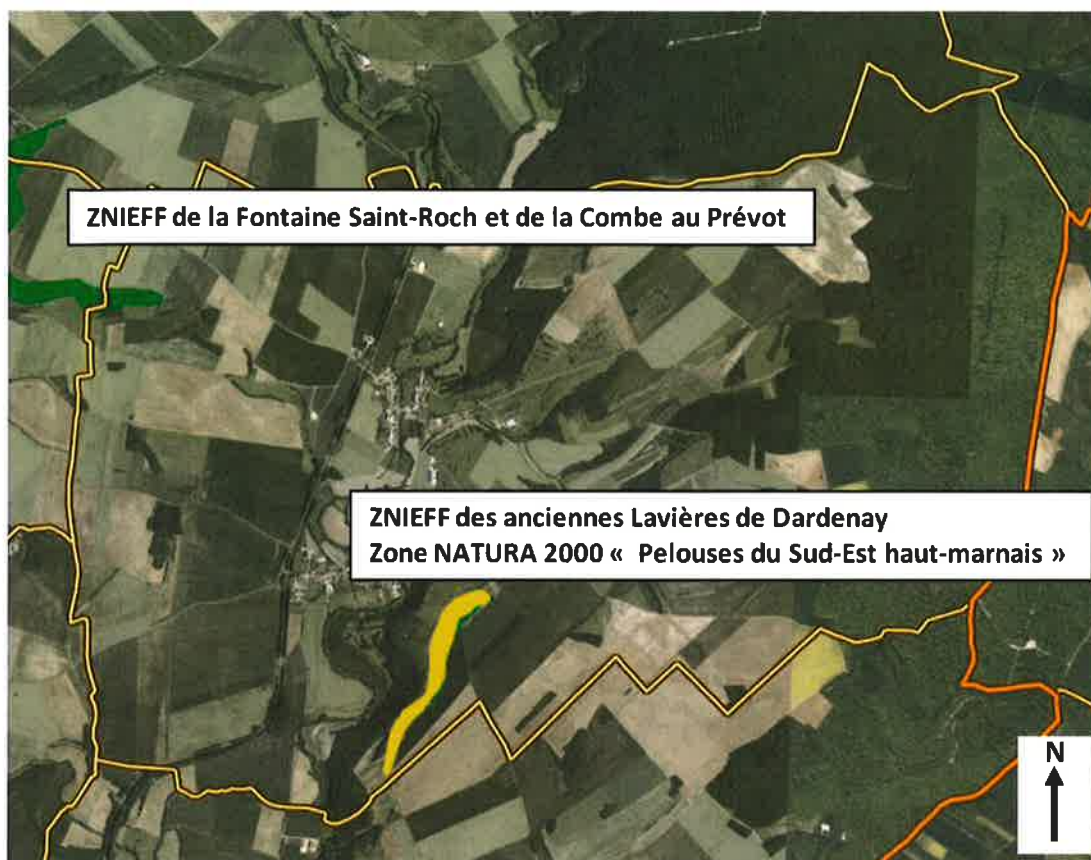 ZNIEFF de la Fontaine Saint-Roch et de la Combe au Prévot
ZNIEFF des anciennes Lavières de Dardenay
Zone NATURA 2000 «  Pelouses du Sud-Est haut-marnais »
N